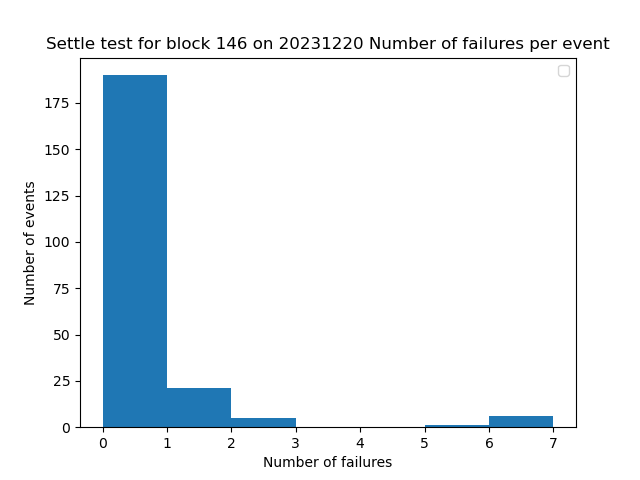 Settle test for block 146 on 20231220 Number of failures per event
175
150
125
100
75
50
25
0
Number of events
0 1 2 3 4 5 6 7
Number of failures